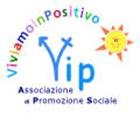 ViviamoinPositivo
Vip
Associazione
di Promozione Sociale